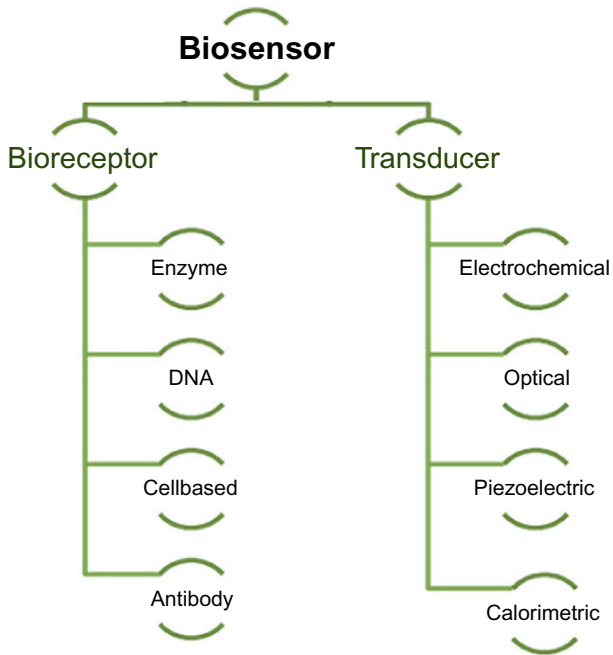 Biosensor
Bioreceptor
Transducer
Enzyme
Electrochemical
DNA
Optical
Cellbased
Piezoelectric
Antibody
Calorimetric